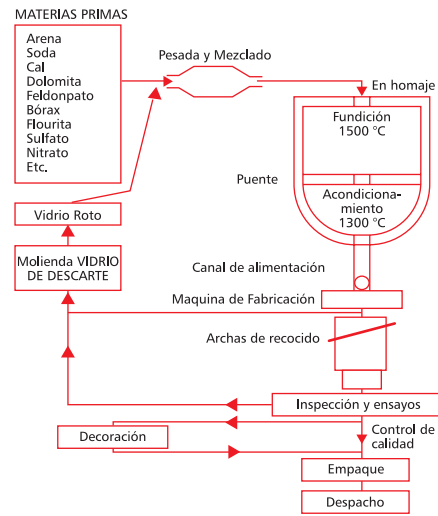 MATERIAS PRIMAS
Arena
Soda
Cal
Dolomita
Feldonpato
Bórax
Flourita
Sulfato
Nitrato
Etc.
Pesada y Mezclado
En homaje
Fundición
1500 °C
Puente
Acondiciona-
miento
1300 °C
Vidrio Roto
Molienda VIDRIO
DE DESCARTE
Canal de alimentación
Maquina de Fabricación
Archas de recocido
Inspección y ensayos
Decoración
Control de
calidad
Empaque
Despacho